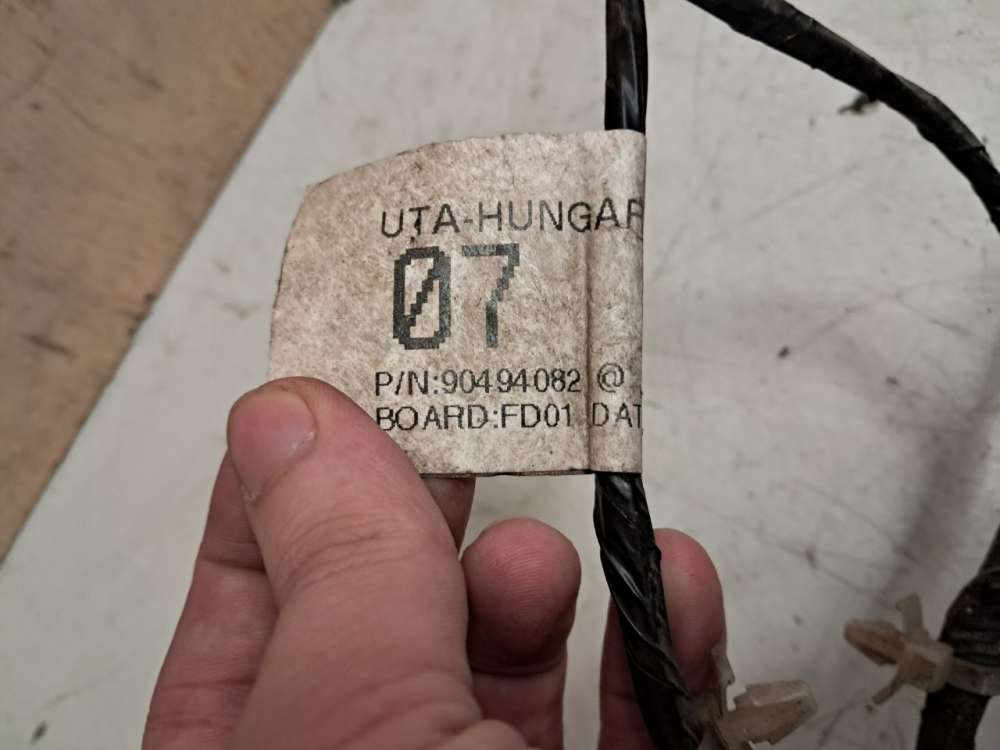 UTA-HUNGAR
07
P/N:90494082 @
BOARD:FD01 DAT